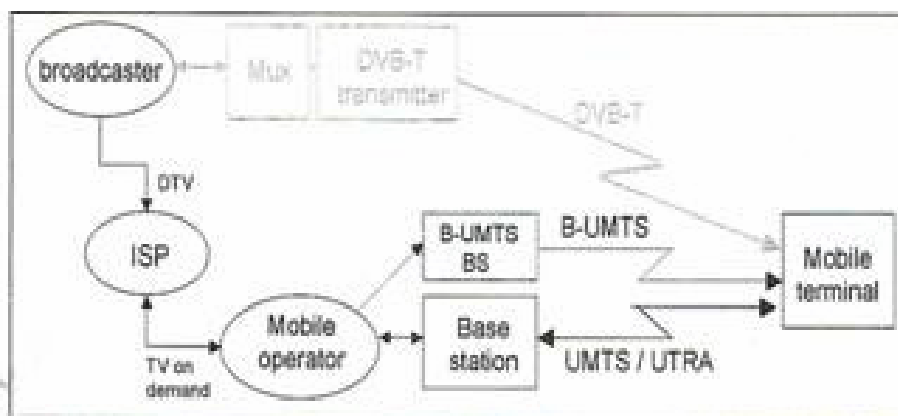 broadcaster
Mux
DVB-T
transmitter
DVB-T
DTV
ISP
B-UMTS
BS
B-UMTS
Mobile
terminal
Mobile
operator
Base
station
TV on
demand
UMTS / UTRA